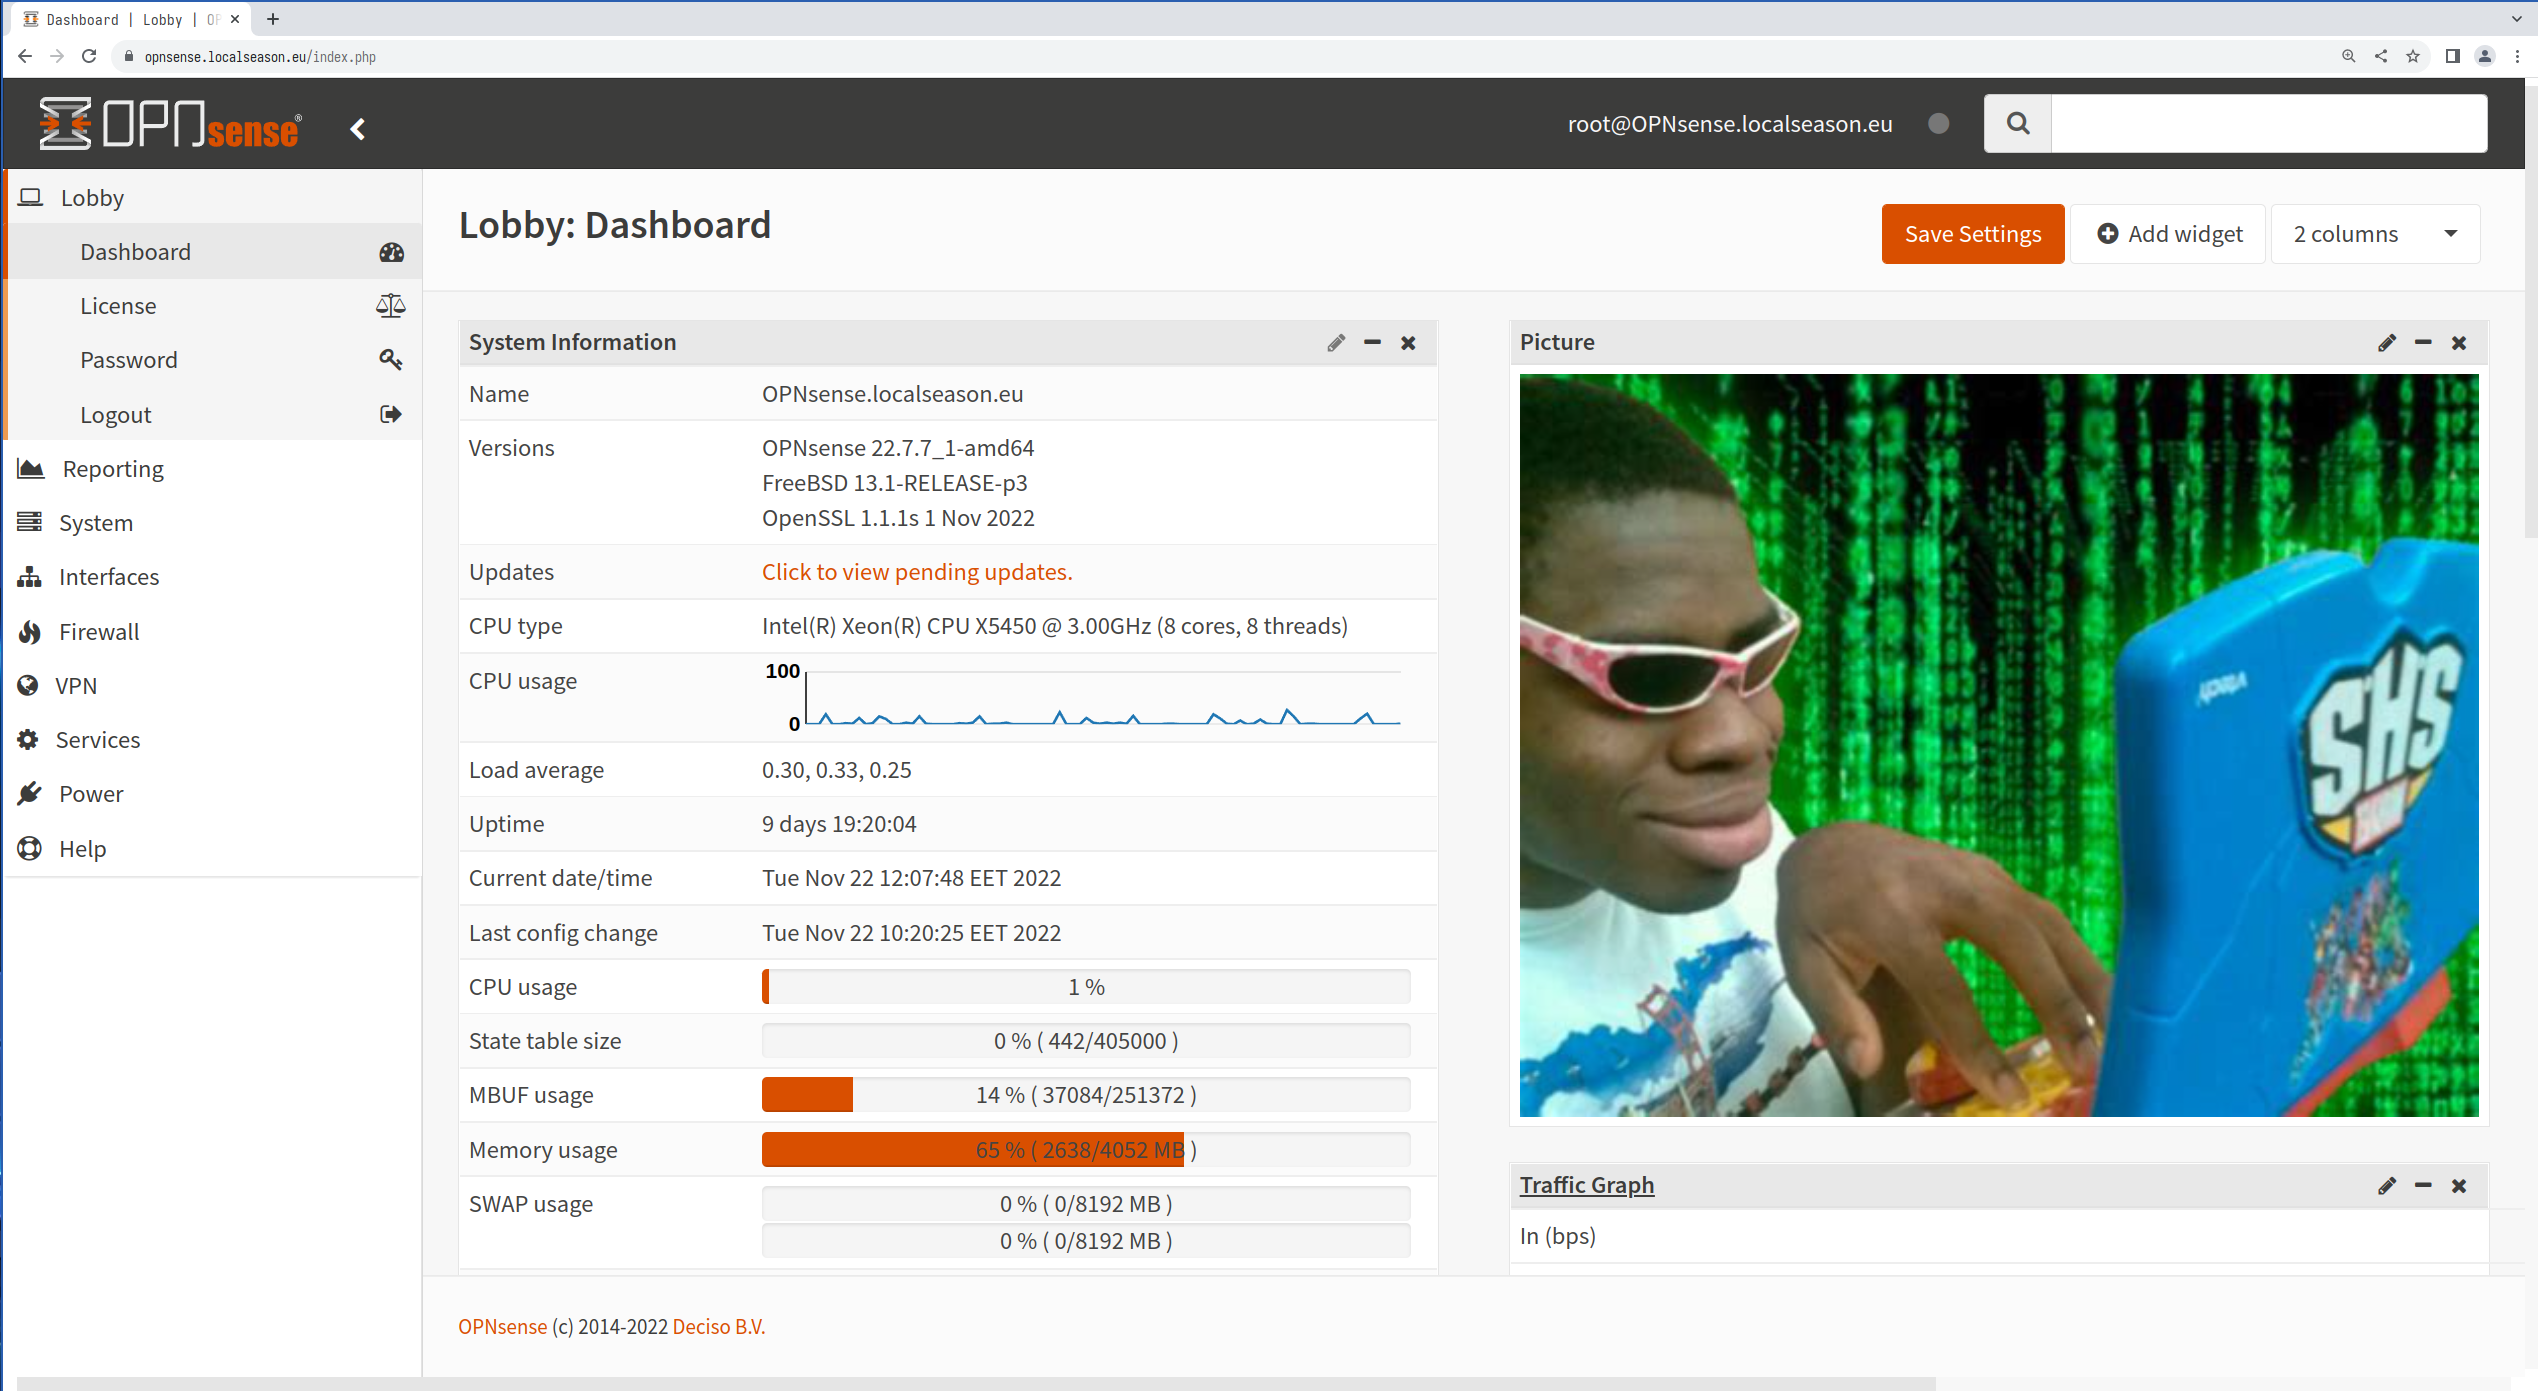 Dashboard | Lobby | OP
opnsense.localseason.eu/index.php
OPNsense®
root@OPNsense.localseason.eu
Lobby
Dashboard
License
Password
Logout
Reporting
System
Interfaces
Firewall
VPN
Services
Power
Help
Lobby: Dashboard
Save Settings
Add widget
2 columns
System Information
Name OPNsense.localseason.eu
Versions OPNsense 22.7.7_1-amd64
FreeBSD 13.1-RELEASE-p3
OpenSSL 1.1.1s 1 Nov 2022
Updates Click to view pending updates.
CPU type Intel(R) Xeon(R) CPU X5450 @ 3.00GHz (8 cores, 8 threads)
CPU usage 100
0
Load average 0.30, 0.33, 0.25
Uptime 9 days 19:20:04
Current date/time Tue Nov 22 12:07:48 EET 2022
Last config change Tue Nov 22 10:20:25 EET 2022
CPU usage 1 %
State table size 0 % ( 442/405000 )
MBUF usage 14 % ( 37084/251372 )
Memory usage 65 % ( 2638/4052 MB )
SWAP usage 0 % ( 0/8192 MB )
0 % ( 0/8192 MB )
Picture
vtech
SHS
Traffic Graph
In (bps)
OPNsense (c) 2014-2022 Deciso B.V.